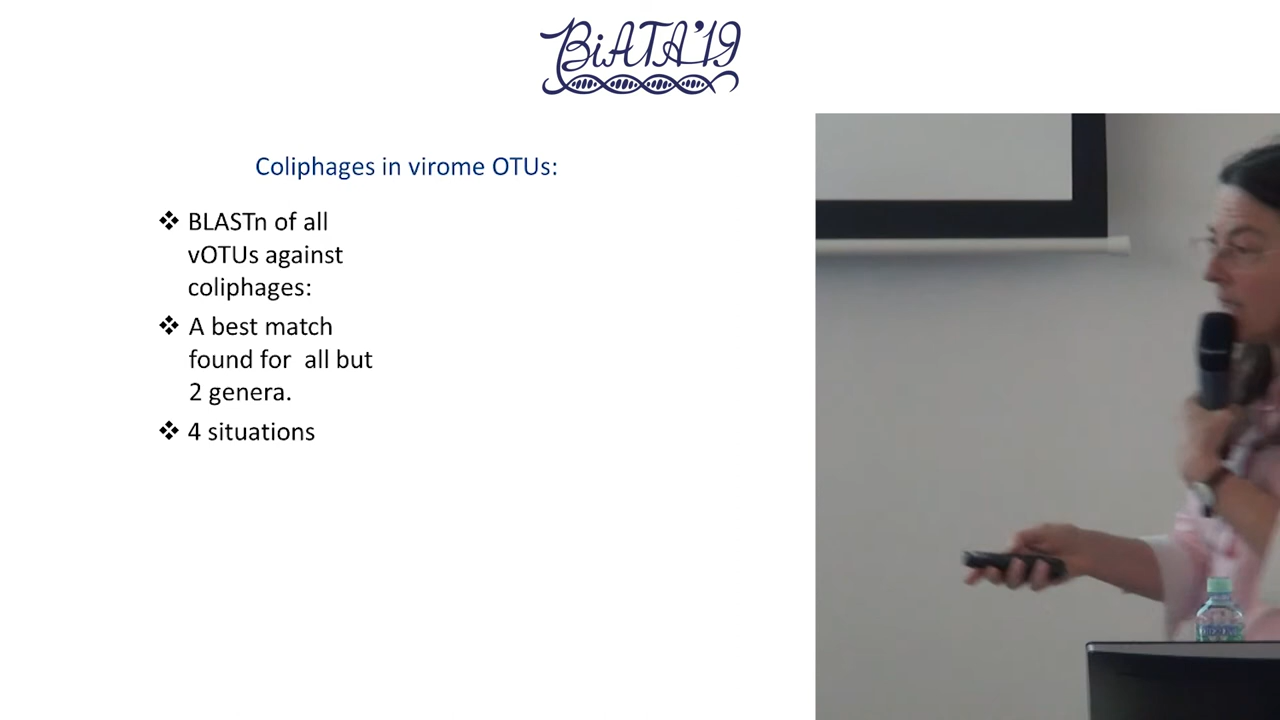 BiATA'19
Coliphages in virome OTUs:
❖ BLASTn of all
vOTUs against
coliphages:
❖ A best match
found for all but
2 genera.
❖ 4 situations